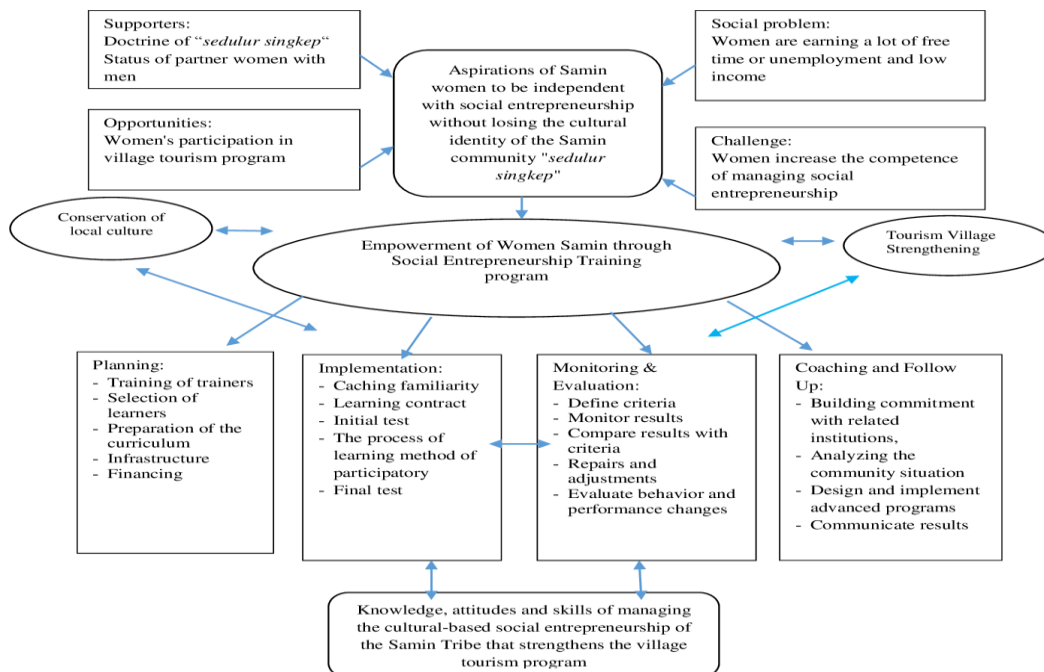 Supporters:
Doctrine of “sedulur singkep“
Status of partner women with
men
Opportunities:
Women's participation in
village tourism program
Aspirations of Samin
women to be independent
with social entrepreneurship
without losing the cultural
identity of the Samin
community "sedulur
singkep"
Social problem:
Women are earning a lot of free
time or unemployment and low
income
Challenge:
Women increase the competence
of managing social
entrepreneurship
Conservation of
local culture
Empowerment of Women Samin through
Social Entrepreneurship Training
program
Tourism Village
Strengthening
Planning:
- Training of trainers
- Selection of
learners
- Preparation of the
curriculum
- Infrastructure
- Financing
Implementation:
- Caching familiarity
- Learning contract
- Initial test
- The process of
learning method of
participatory
- Final test
Monitoring &
Evaluation:
- Define criteria
- Monitor results
- Compare results with
criteria
- Repairs and
adjustments
- Evaluate behavior and
performance changes
Coaching and Follow
Up:
- Building commitment
with related
institutions,
- Analyzing the
community situation
- Design and implement
advanced programs
- Communicate results
Knowledge, attitudes and skills of managing
the cultural-based social entrepreneurship of
the Samin Tribe that strengthens the village
tourism program